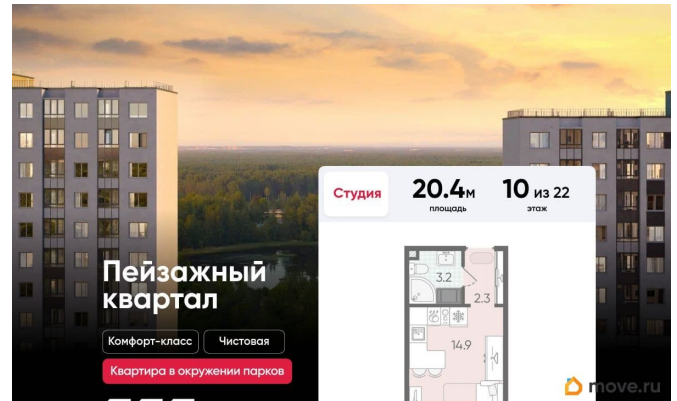 Студия
20.4м
площадь
10 из 22
этаж
3.2
2.3
14.9
Пейзажный
квартал
Комфорт-класс
Чистовая
Квартира в окружении парков
move.ru